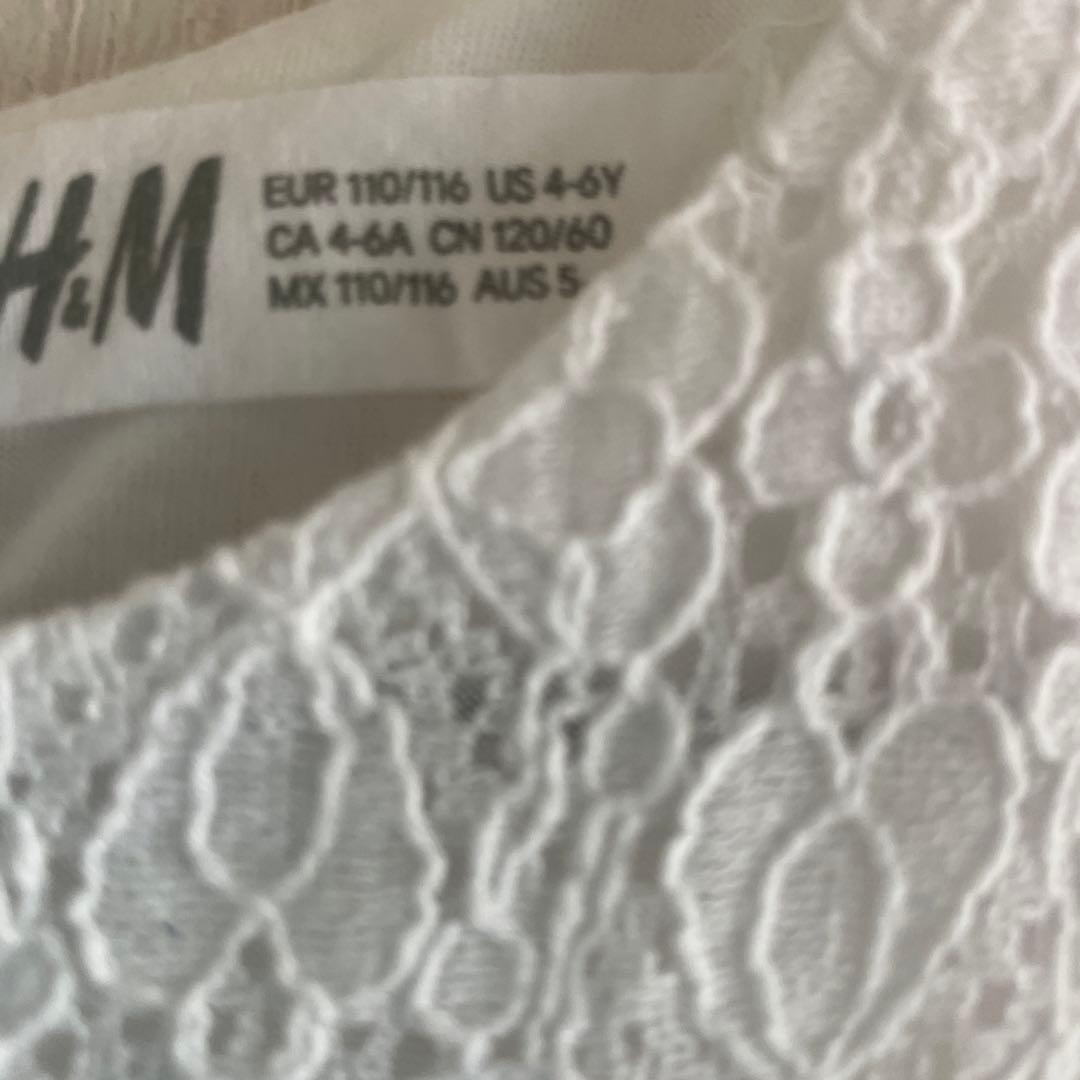 H&M
EUR 110/116 US 4-6Y
CA 4-6A CN 120/60
MX 110/116 AUS 5-